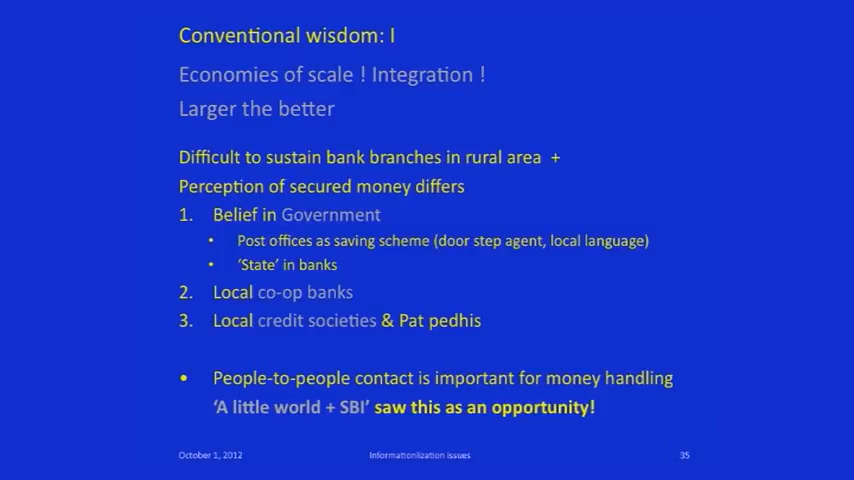 Conventional wisdom: I
Economies of scale ! Integration !
Larger the better
Difficult to sustain bank branches in rural area +
Perception of secured money differs
1. Belief in Government
• Post offices as saving scheme (door step agent, local language)
• ‘State’ in banks
2. Local co-op banks
3. Local credit societies & Pat pedhis
• People-to-people contact is important for money handling
‘A little world + SBI’ saw this as an opportunity!
October 1, 2012 Informationlization issues 35